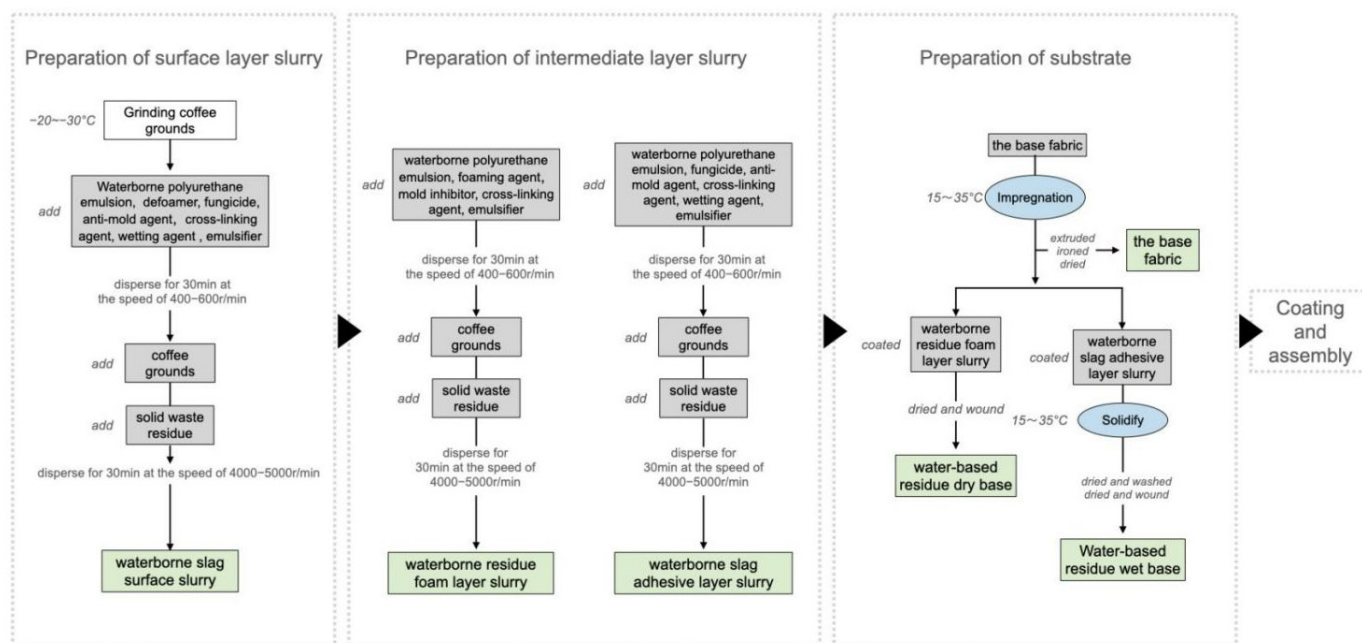 Preparation of surface layer slurry
−20~−30°C
Grinding coffee
grounds
add
Waterborne polyurethane
emulsion, defoamer, fungicide,
anti-mold agent, cross-linking
agent, wetting agent , emulsifier
disperse for 30min at
the speed of 400−600r/min
add
coffee
grounds
add
solid waste
residue
disperse for 30min at the speed of 4000−5000r/min
waterborne slag
surface slurry
Preparation of intermediate layer slurry
add
waterborne polyurethane
emulsion, foaming agent,
mold inhibitor, cross-linking
agent, emulsifier
disperse for 30min at
the speed of 400−600r/min
add
coffee
grounds
add
solid waste
residue
disperse for
30min at the speed of
4000−5000r/min
waterborne residue
foam layer slurry
add
waterborne polyurethane
emulsion, fungicide, anti-
mold agent, cross-linking
agent, wetting agent,
emulsifier
disperse for 30min at
the speed of 400−600r/min
add
coffee
grounds
add
solid waste
residue
disperse for
30min at the speed of
4000−5000r/min
waterborne slag
adhesive layer slurry
Preparation of substrate
the base fabric
15～35°C
Impregnation
extruded
ironed
dried
the base
fabric
coated
waterborne
residue foam
layer slurry
dried and wound
water-based
residue dry base
coated
waterborne
slag adhesive
layer slurry
15～35°C
Solidify
dried and washed
dried and wound
Water-based
residue wet base
Coating
and
assembly